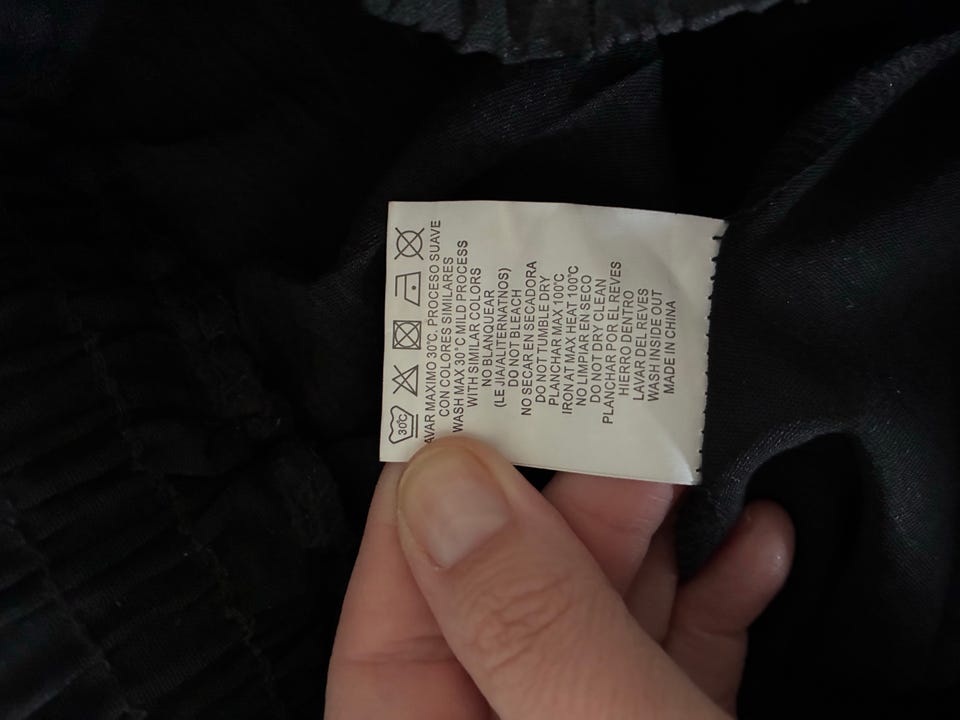 30°C
AVAR MAXIMO 30°C. PROCESO SUAVE
CON COLORES SIMILARES
WASH MAX 30°C MILD PROCESS
WITH SIMILAR COLORS
NO BLANQUEAR
(LE JIA/ALITERNATNOS)
DO NOT BLEACH
NO SECAR EN SECADORA
DO NOT TUMBLE DRY
PLANCHAR MAX 100°C
IRON AT MAX HEAT 100°C
NO LIMPIAR EN SECO
DO NOT DRY CLEAN
PLANCHAR POR EL REVES
HIERO DENTRO
LAVAR DEL REVES
WASH INSIDE OUT
MADE IN CHINA